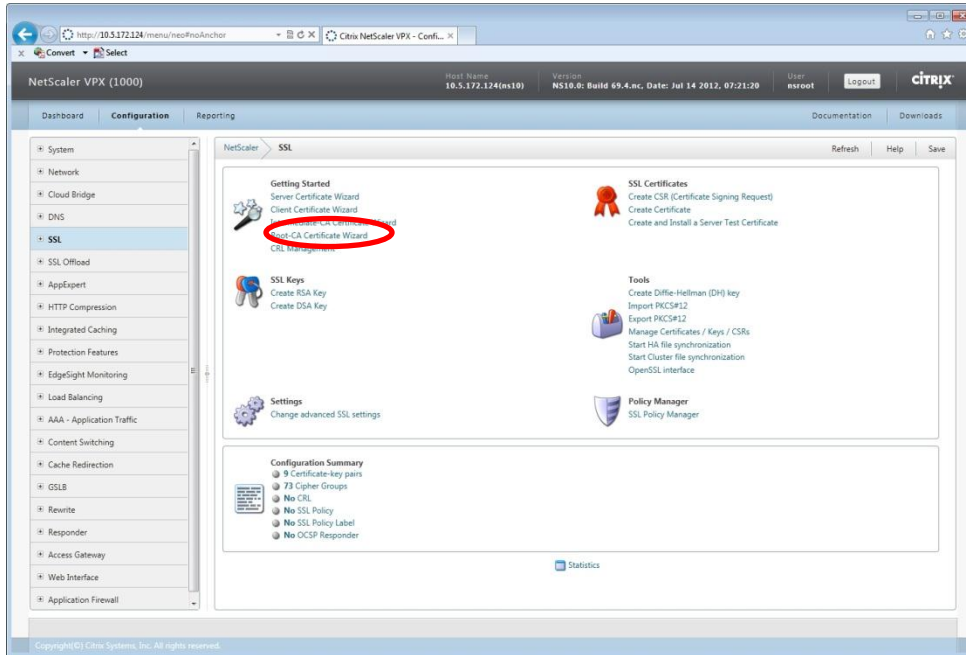 http://10.5.172.124/menu/neo#noAnchor
Citrix NetScaler VPX - Confi...
x Convert Select
NetScaler VPX (1000)
Host Name
10.5.172.124(ns10)
Version
NS10.0: Build 69.4.nc, Date: Jul 14 2012, 07:21:20
User
nsroot
Logout
CITRIX
Dashboard Configuration Reporting Documentation Downloads
System
Network
Cloud Bridge
DNS
SSL
SSL Offload
AppExpert
HTTP Compression
Integrated Caching
Protection Features
EdgeSight Monitoring
Load Balancing
AAA - Application Traffic
Content Switching
Cache Redirection
GSLB
Rewrite
Responder
Access Gateway
Web Interface
Application Firewall
NetScaler SSL Refresh Help Save
Getting Started
Server Certificate Wizard
Client Certificate Wizard
Intermediate-CA Certificate Wizard
Root-CA Certificate Wizard
CRL Management
SSL Certificates
Create CSR (Certificate Signing Request)
Create Certificate
Create and Install a Server Test Certificate
SSL Keys
Create RSA Key
Create DSA Key
Tools
Create Diffie-Hellman (DH) key
Import PKCS#12
Export PKCS#12
Manage Certificates / Keys / CSRs
Start HA file synchronization
Start Cluster file synchronization
OpenSSL interface
Settings
Change advanced SSL settings
Policy Manager
SSL Policy Manager
Configuration Summary
9 Certificate-key pairs
73 Cipher Groups
No CRL
No SSL Policy
No SSL Policy Label
No OCSP Responder
Statistics
Copyright(©) Citrix Systems, Inc. All rights reserved.